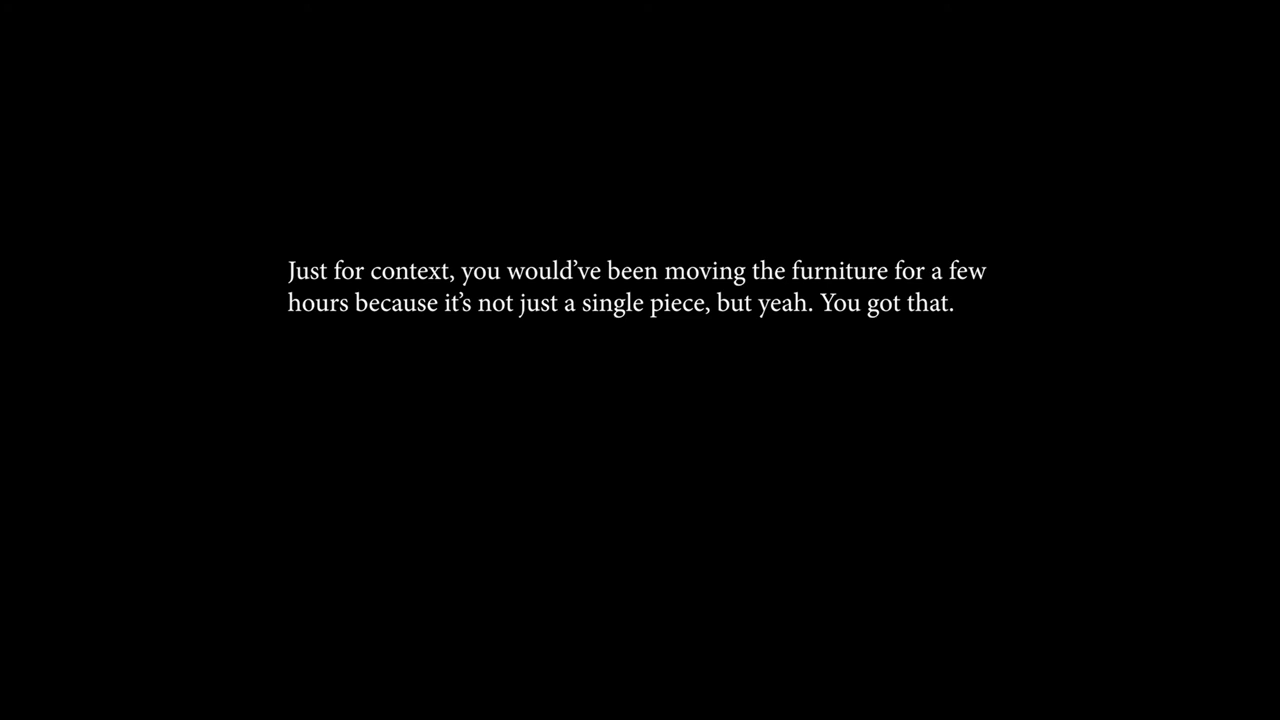 Just for context, you would’ve been moving the furniture for a few
hours because it’s not just a single piece, but yeah. You got that.